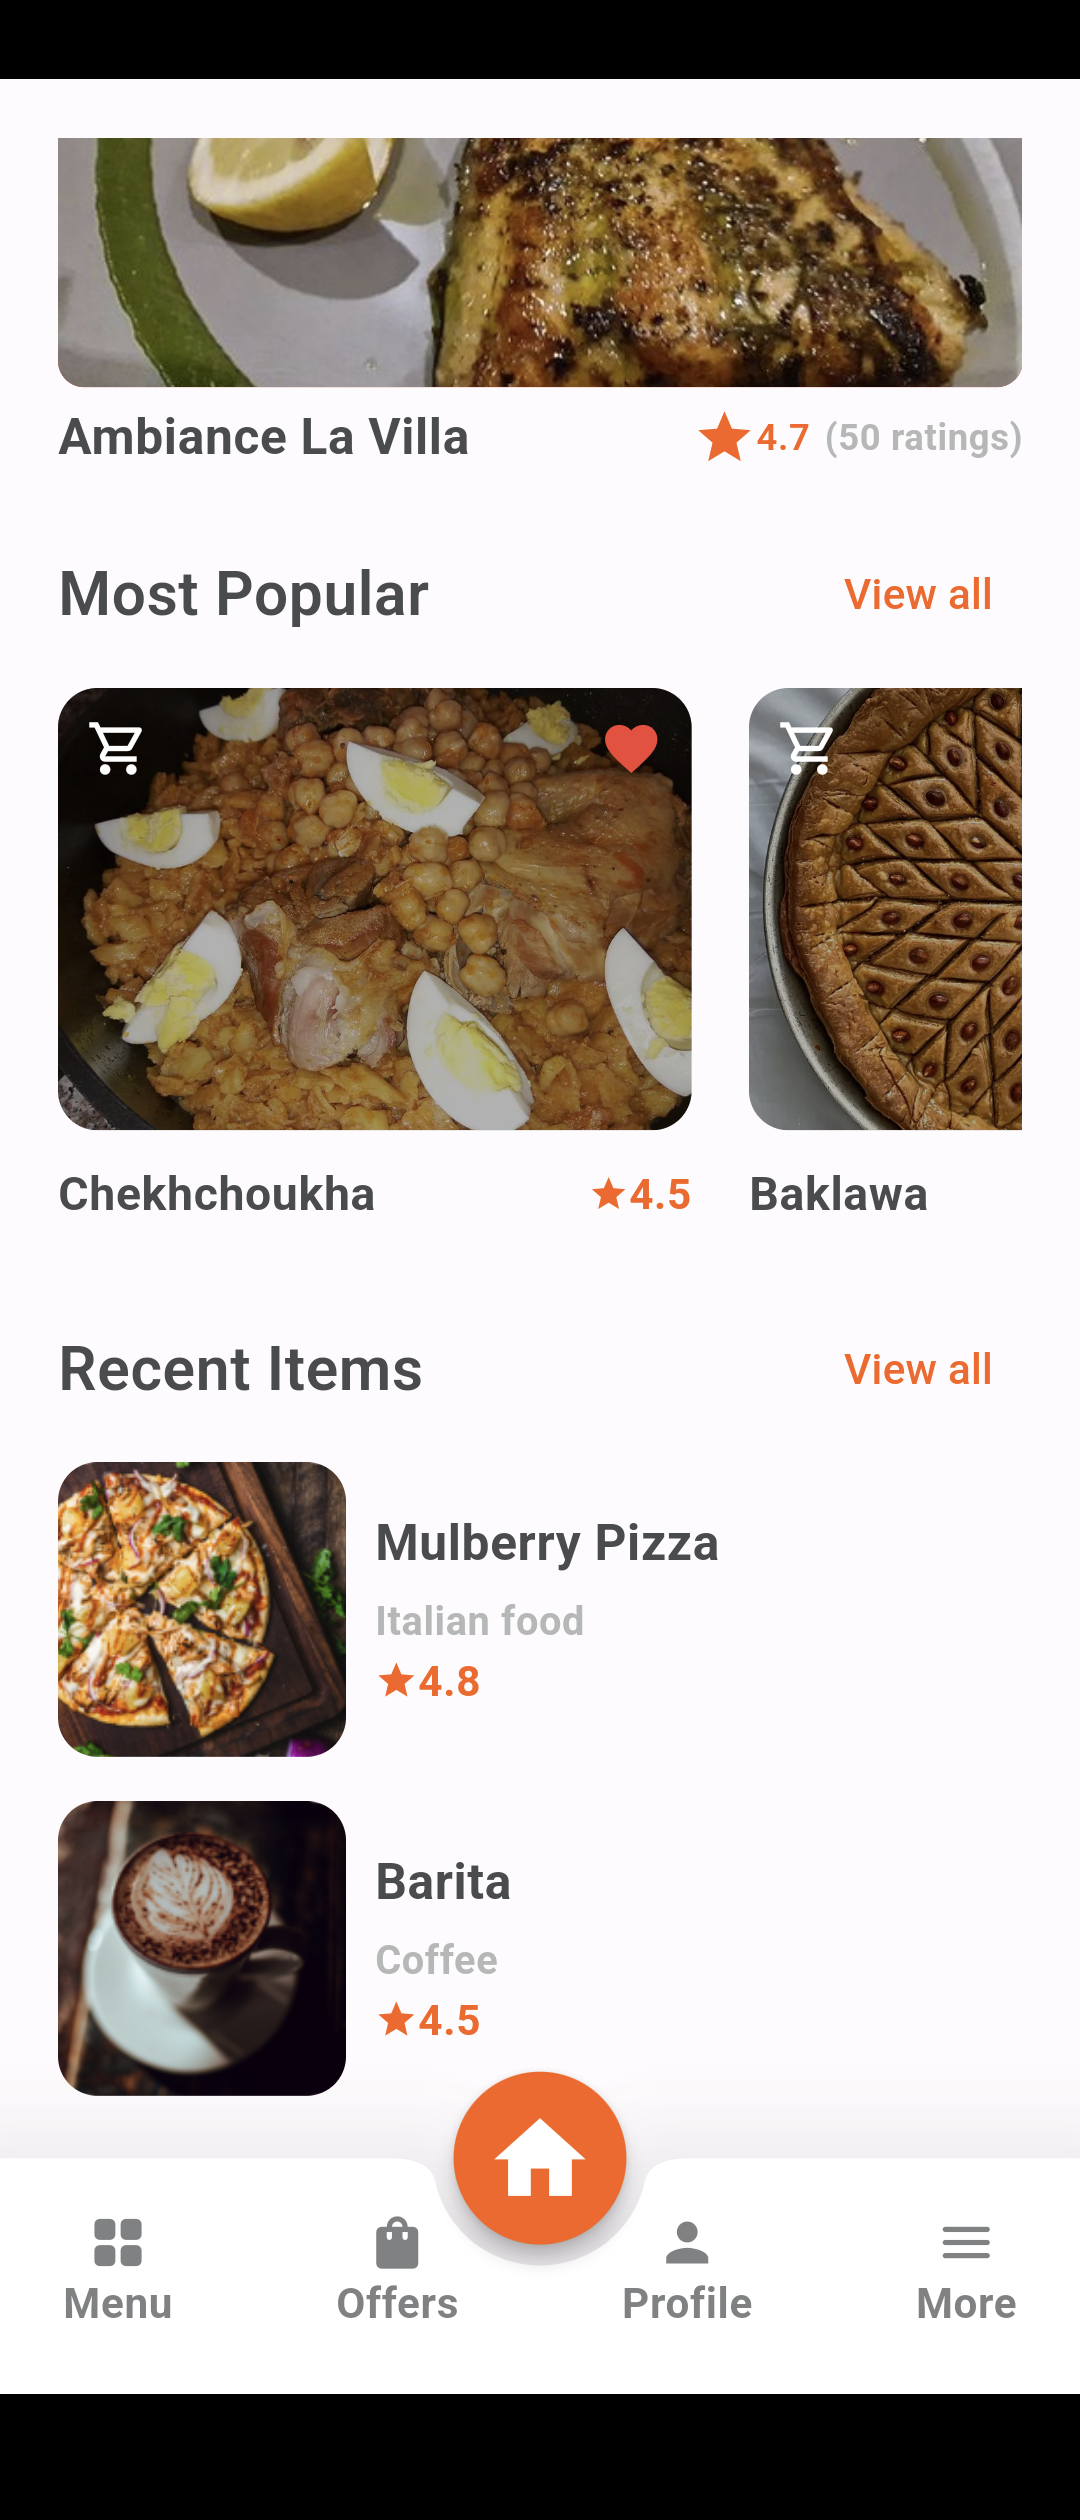 Ambiance La Villa 4.7 (50 ratings)
Most Popular View all
Chekhchoukha 4.5 Baklawa
Recent Items View all
Mulberry Pizza
Italian food
4.8
Barita
Coffee
4.5
Menu Offers Profile More